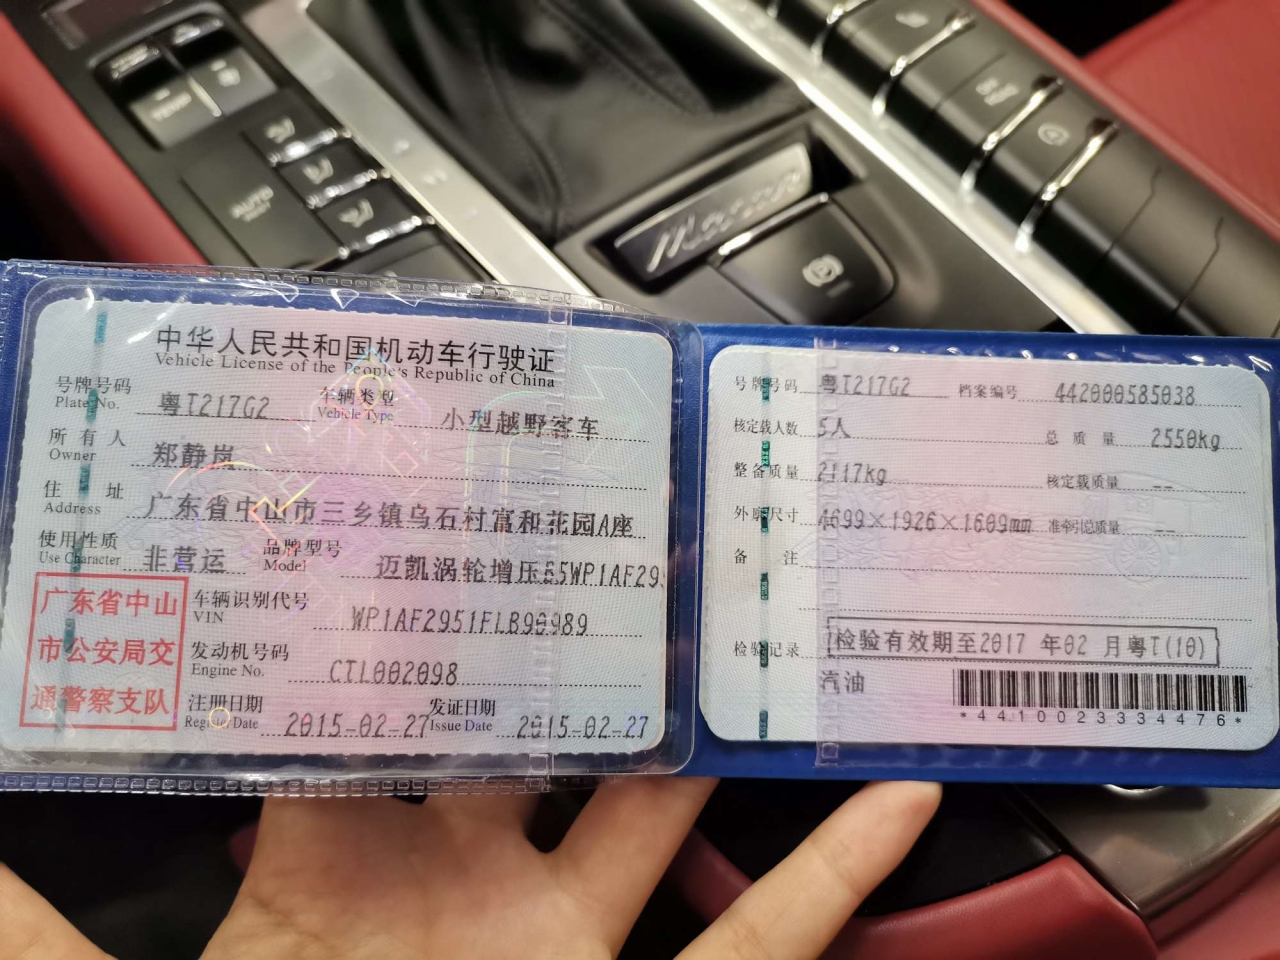 AUTO
Macan
中华人民共和国机动车行驶证
Vehicle License of the People's Republic of China
号牌号码 粤T217G2 车辆类型 小型越野客车
Plate No. Vehicle Type
所有人 郑静岚
Owner
住址 广东省中山市三乡镇乌石村富和花园A座
Address
使用性质 非营运 品牌型号 迈凯涡轮增压
Use Character Model WP1AF29
广东省中山
市公安局交
通警察支队
车辆识别代号 WP1AF2951FLB90989
VIN
发动机号码 CTL002098
Engine No.
注册日期 2015-02-27 发证日期 2015-02-27
Register Date Issue Date
号牌号码 粤T217G2 档案编号 442000585038
核定载人数 5人 总质量 2550kg
整备质量 2117kg 核定载质量 --
外廓尺寸 4699×1926×1609mm 准牵引总质量 --
备注
检验记录 检验有效期至2017年02月粤T(10)
汽油
*4410023334476*